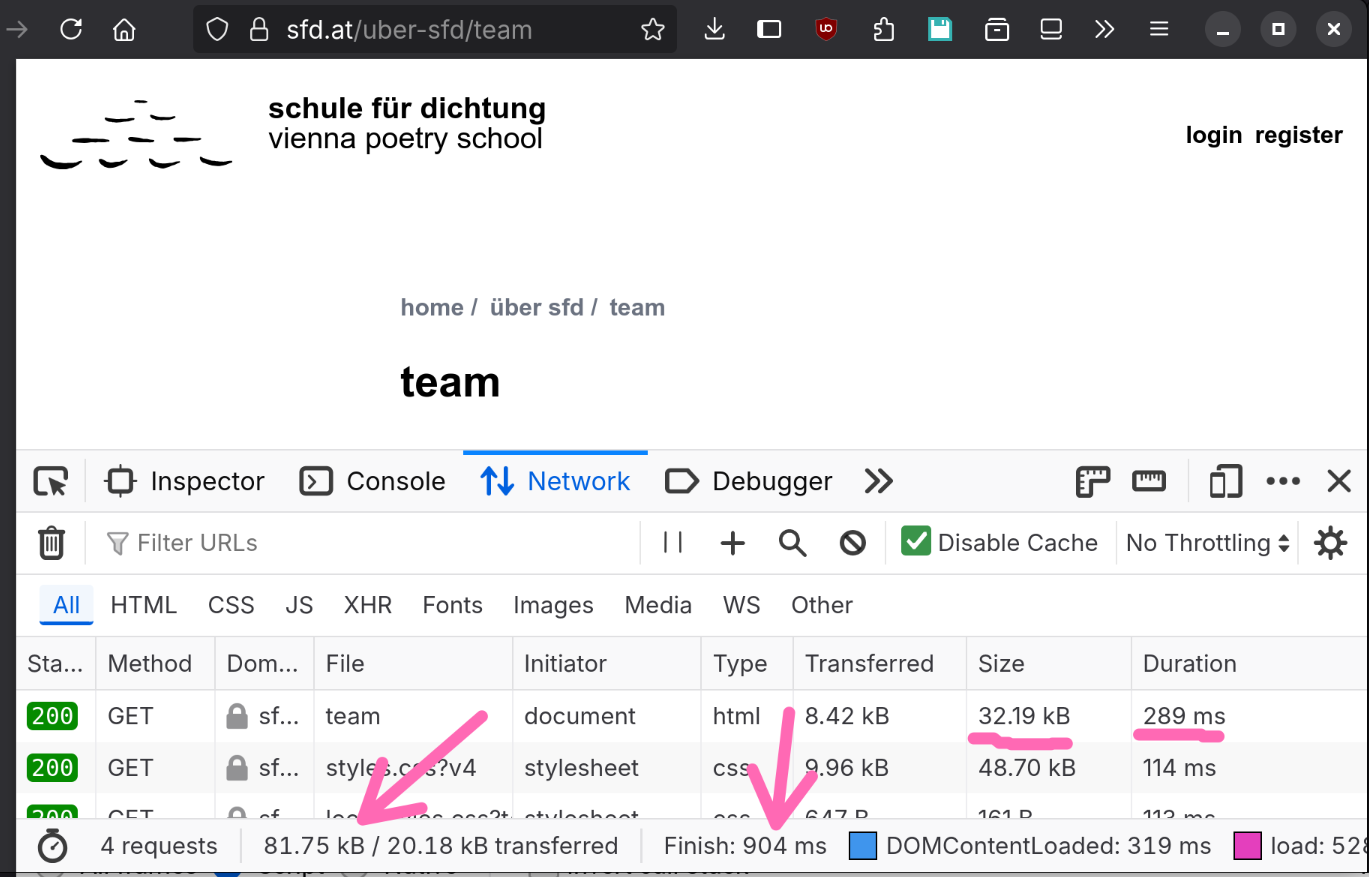 sfd.at/uber-sfd/team
schule für dichtung
vienna poetry school
login register
home / über sfd / team
team
Inspector Console Network Debugger
Filter URLs Disable Cache No Throttling
All HTML CSS JS XHR Fonts Images Media WS Other
Sta... Method Dom... File Initiator Type Transferred Size Duration
200 GET sf... team document html 8.42 kB 32.19 kB 289 ms
200 GET sf... styles.css?v4 stylesheet css 9.96 kB 48.70 kB 114 ms
200 GET stylesheet css 647 B 161 B 113 ms
4 requests 81.75 kB / 20.18 kB transferred Finish: 904 ms DOMContentLoaded: 319 ms load: 528